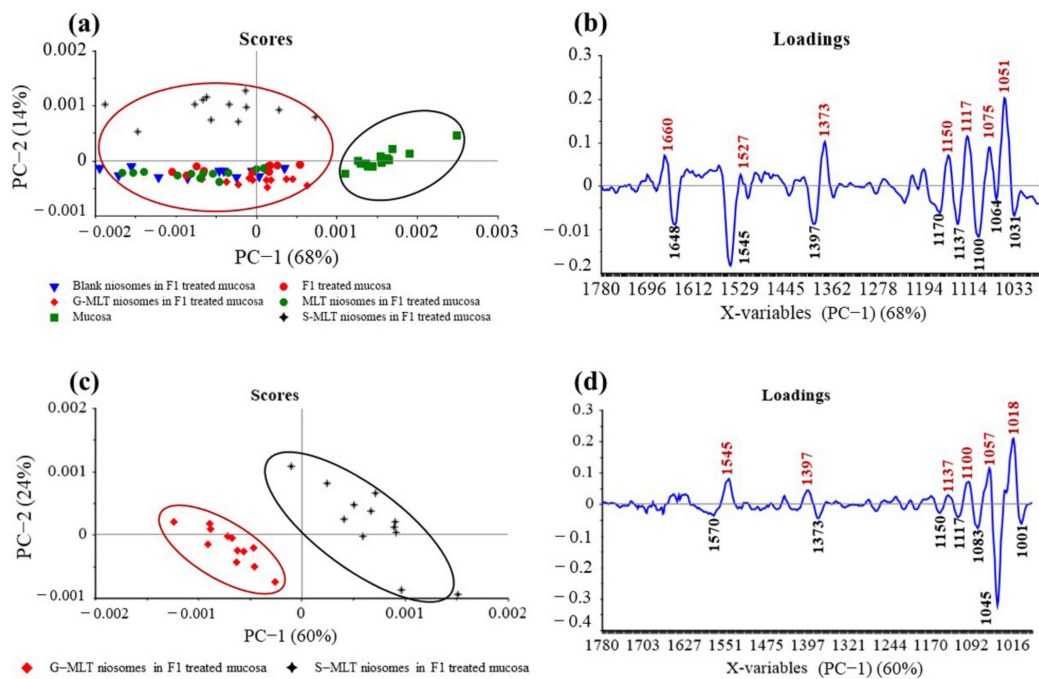 (a)
Scores
0.002
0.001
0
−0.001
PC−2 (14%)
−0.002 −0.001 0 0.001 0.002 0.003
PC−1 (68%)
Blank niosomes in F1 treated mucosa
F1 treated mucosa
G-MLT niosomes in F1 treated mucosa
MLT niosomes in F1 treated mucosa
Mucosa
S-MLT niosomes in F1 treated mucosa
(b)
Loadings
0.3
0.2
0.1
0
−0.01
−0.2
1660
1527
1373
1150
1117
1075
1051
1648
1545
1397
1170
1137
1100
1064
1031
1780 1696 1612 1529 1445 1362 1278 1194 1114 1033
X-variables (PC−1) (68%)
(c)
Scores
0.002
0.001
0
−0.001
PC−2 (24%)
−0.002 −0.001 0 0.001 0.002
PC−1 (60%)
G−MLT niosomes in F1 treated mucosa
S−MLT niosomes in F1 treated mucosa
(d)
Loadings
0.3
0.2
0.1
0
−0.1
−0.2
−0.3
−0.4
1545
1397
1137
1100
1057
1018
1570
1373
1150
1117
1083
1045
1001
1780 1703 1627 1551 1475 1397 1321 1244 1170 1092 1016
X-variables (PC−1) (60%)